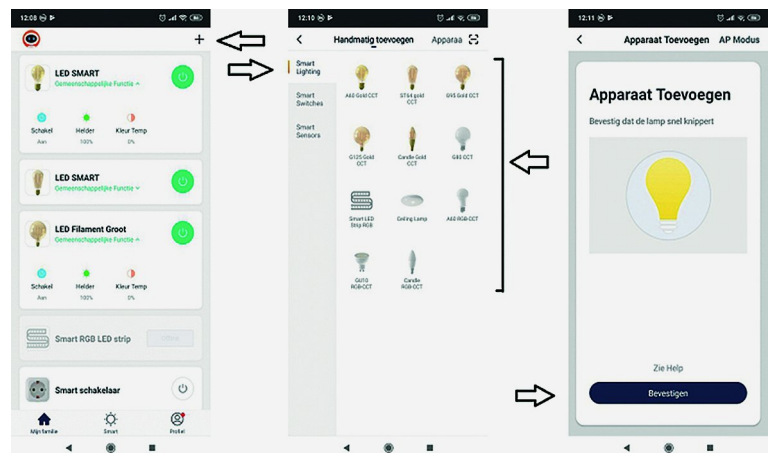 12:08
+
LED SMART
Gemeenschappelijke Functie
Schakel Helder Kleur Temp
Aan 100% 0%
LED SMART
Gemeenschappelijke Functie
LED Filament Groot
Gemeenschappelijke Functie
Schakel Helder Kleur Temp
Aan 100% 0%
Smart RGB LED strip
Smart schakelaar
Mijn familie Smart Profiel
12:10
Handmatig toevoegen Apparaa
Smart
Lighting
Smart
Switches
Smart
Sensors
A60 Gold CCT
ST64 gold
CCT
G95 Gold CCT
G125 Gold
CCT
Candle Gold
CCT
G80 CCT
Smart LED
Strip RGB
Ceiling Lamp
A60 RGB+CCT
GU10
RGB+CCT
Candle
RGB+CCT
12:11
Apparaat Toevoegen AP Modus
Apparaat Toevoegen
Bevestig dat de lamp snel knippert
Zie Help
Bevestigen